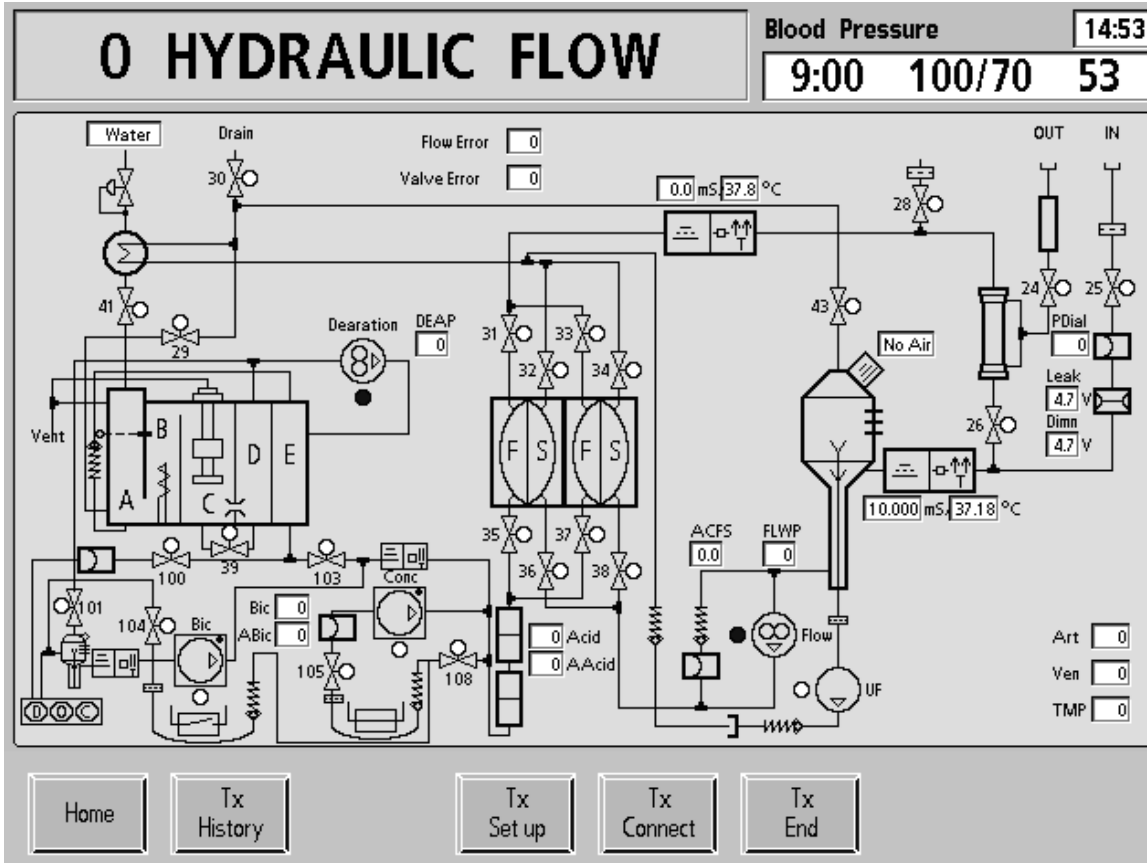 0 HYDRAULIC FLOW
Blood Pressure 14:53
9:00 100/70 53
Water
Drain
Flow Error 0
Valve Error 0
OUT IN
30
0.0 mS/ 37.8 °C
28
41
29
Dearation DEAP
0
31 33
32 34
43
No Air
24 25
PDial
0
Leak
4.7 V
Dimn
4.7 V
26
Vent
A B C D E
F S F S
10.000 mS/ 37.18 °C
35 37
36 38
ACFS FLWP
0.0 0
100 39 103
Conc
101
104
Bic
Bic 0
ABic 0
105
108
0 Acid
0 AAcid
Flow
UF
D O C
Art 0
Ven 0
TMP 0
Home
Tx
History
Tx
Set up
Tx
Connect
Tx
End